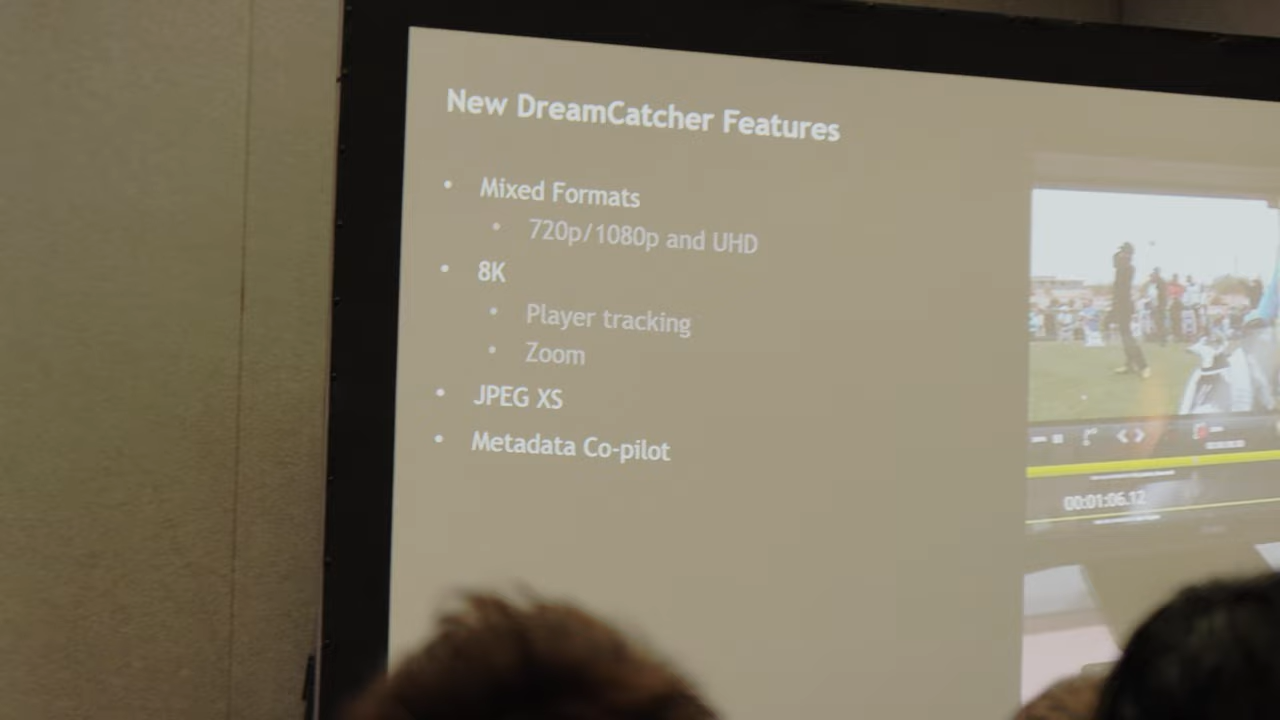 New DreamCatcher Features
• Mixed Formats
• 720p/1080p and UHD
• 8K
• Player tracking
• Zoom
• JPEG XS
• Metadata Co-pilot
00:01:06.12